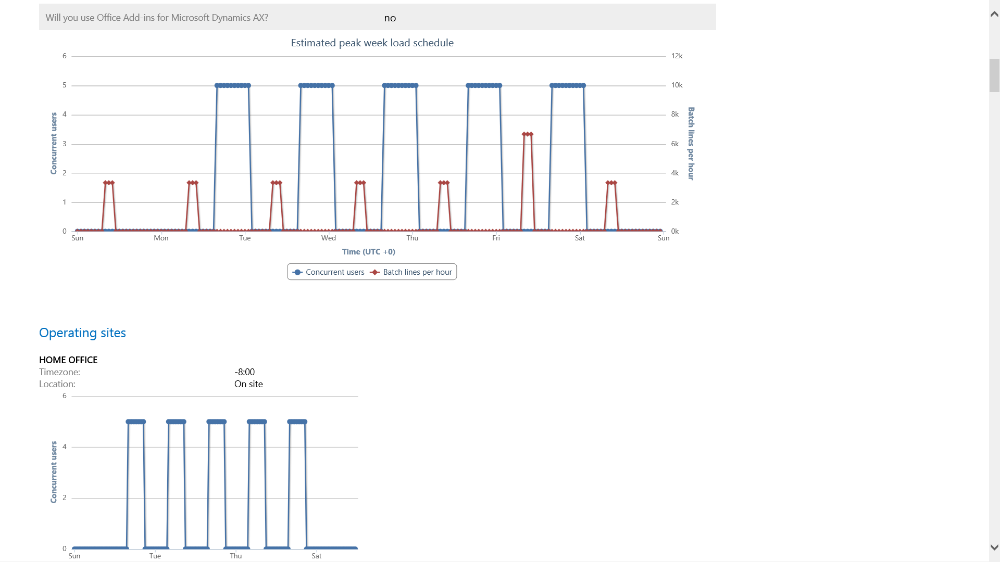 Will you use Office Add-ins for Microsoft Dynamics AX? no
Estimated peak week load schedule
6 12k
5 10k
4 8k
3 6k
2 4k
1 2k
0 0k
Concurrent users
Batch lines per hour
Sun Mon Tue Wed Thu Fri Sat Sun
Time (UTC +0)
Concurrent users Batch lines per hour
Operating sites
HOME OFFICE
Timezone: -8:00
Location: On site
6
4
2
0
Concurrent users
Sun Tue Thu Sat